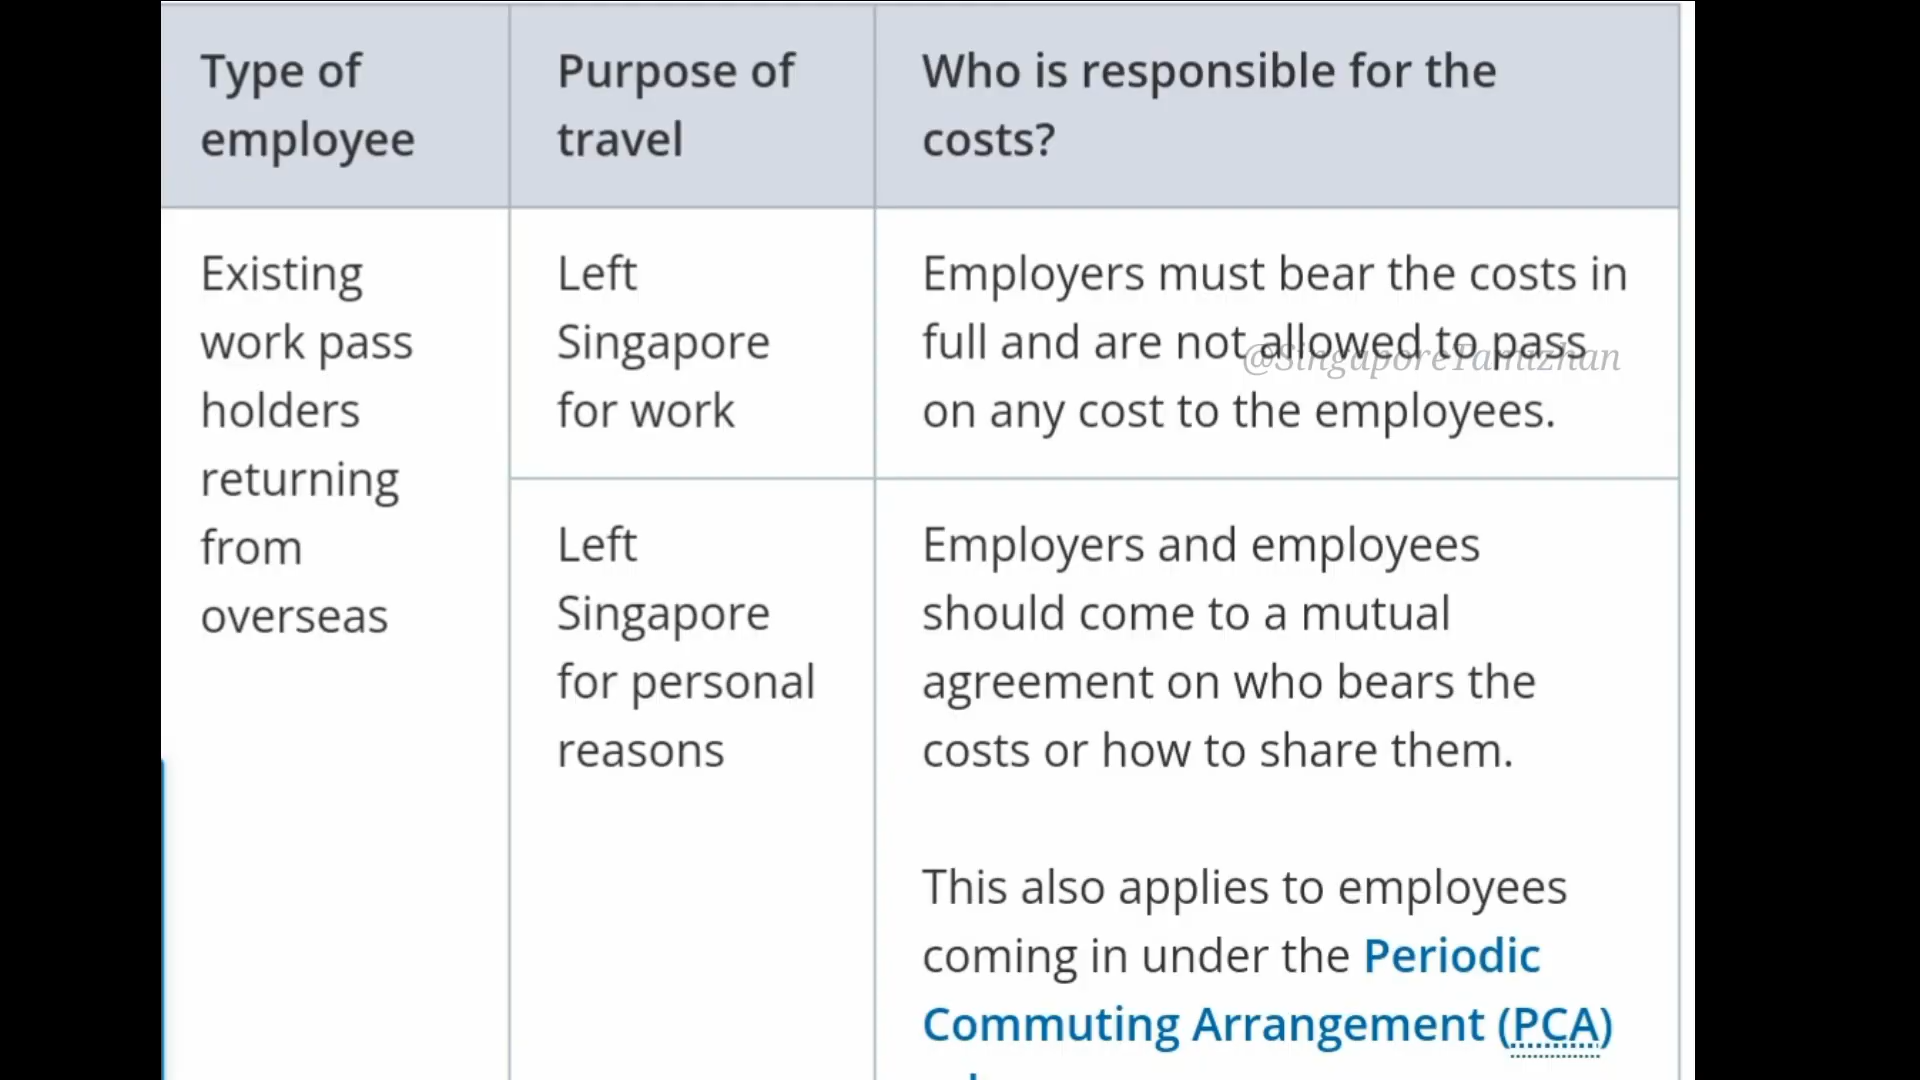 Type of
employee
Purpose of
travel
Who is responsible for the
costs?
Existing
work pass
holders
returning
from
overseas
Left
Singapore
for work
Employers must bear the costs in
full and are not allowed to pass
on any cost to the employees.
@SingaporeTamizhan
Left
Singapore
for personal
reasons
Employers and employees
should come to a mutual
agreement on who bears the
costs or how to share them.
This also applies to employees
coming in under the Periodic
Commuting Arrangement (PCA)